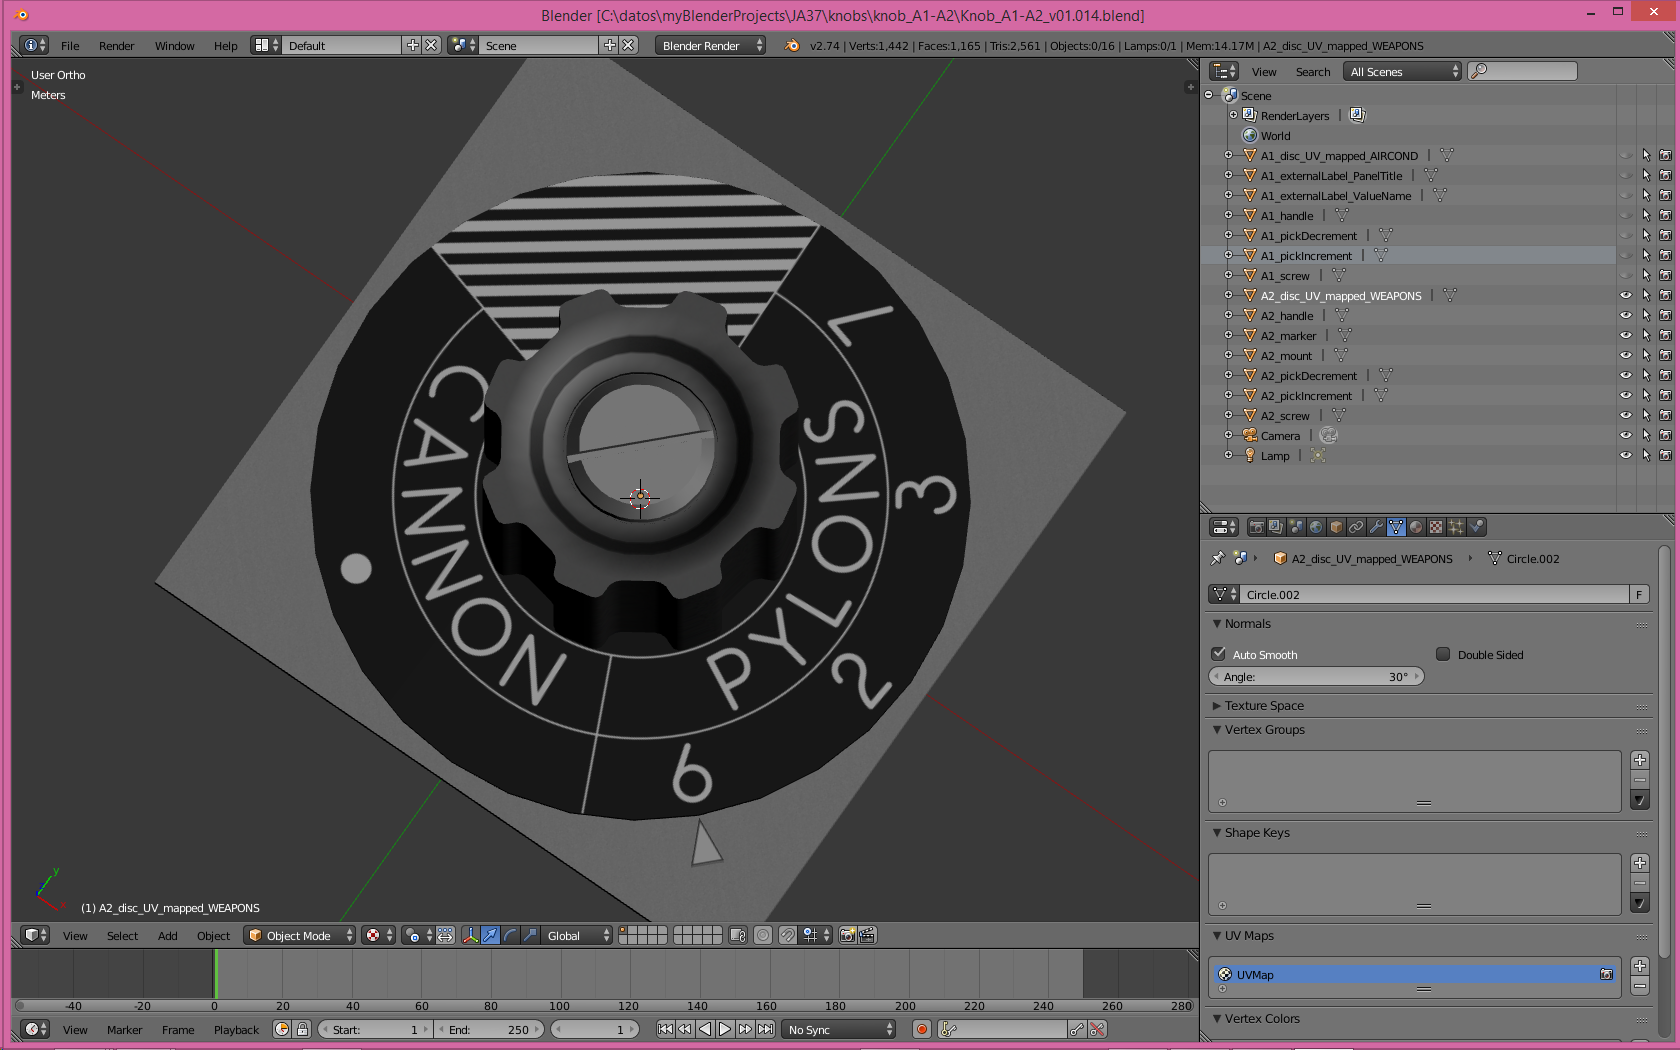 Blender [C:\datos\myBlenderProjects\JA37\knobs\knob_A1-A2\Knob_A1-A2_v01.014.blend]
File Render Window Help Default Scene Blender Render v2.74 | Verts:1,442 | Faces:1,165 | Tris:2,561 | Objects:0/16 | Lamps:0/1 | Mem:14.17M | A2_disc_UV_mapped_WEAPONS
User Ortho
Meters
CANNON
PYLONS
L
3
2
6
y
x
(1) A2_disc_UV_mapped_WEAPONS
View Select Add Object Object Mode Global
-40 -20 0 20 40 60 80 100 120 140 160 180 200 220 240 260 280
View Marker Frame Playback Start: 1 End: 250 1 No Sync
View Search All Scenes
Scene
RenderLayers |
World
A1_disc_UV_mapped_AIRCOND |
A1_externalLabel_PanelTitle |
A1_externalLabel_ValueName |
A1_handle |
A1_pickDecrement |
A1_pickIncrement |
A1_screw |
A2_disc_UV_mapped_WEAPONS |
A2_handle |
A2_marker |
A2_mount |
A2_pickDecrement |
A2_pickIncrement |
A2_screw |
Camera |
Lamp |
A2_disc_UV_mapped_WEAPONS Circle.002
Circle.002 F
Normals
Auto Smooth Double Sided
Angle: 30°
Texture Space
Vertex Groups
Shape Keys
UV Maps
UVMap
Vertex Colors